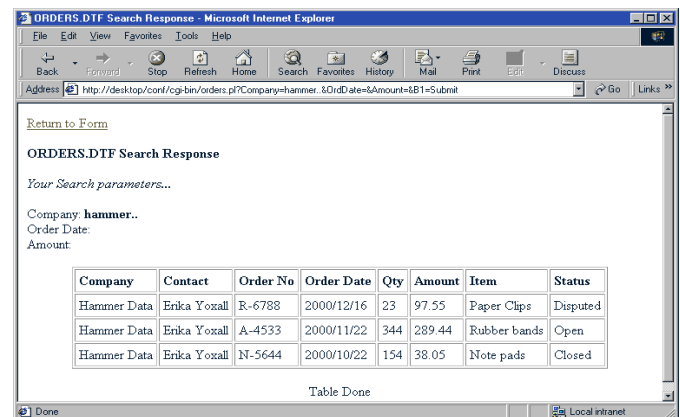 ORDERS.DTF Search Response - Microsoft Internet Explorer
File Edit View Favorites Tools Help
Back Forward Stop Refresh Home Search Favorites History Mail Print Edit Discuss
Address http://desktop/conf/cgi-bin/orders.pl?Company=hammer..&OrdDate=&Amount=&B1=Submit Go Links »
Return to Form
ORDERS.DTF Search Response
Your Search parameters...
Company: hammer..
Order Date:
Amount:
Company Contact Order No Order Date Qty Amount Item Status
Hammer Data Erika Yoxall R-6788 2000/12/16 23 97.55 Paper Clips Disputed
Hammer Data Erika Yoxall A-4533 2000/11/22 344 289.44 Rubber bands Open
Hammer Data Erika Yoxall N-5644 2000/10/22 154 38.05 Note pads Closed
Table Done
Done Local intranet